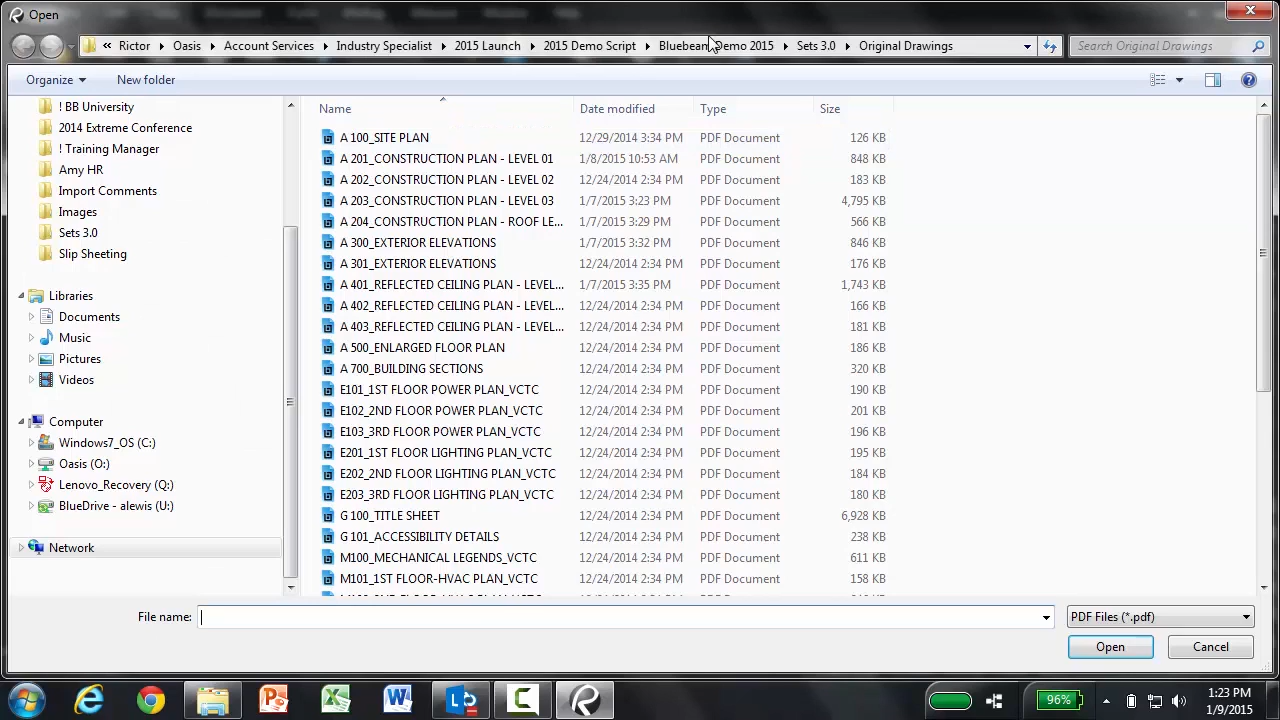 Open
« Rictor Oasis Account Services Industry Specialist 2015 Launch 2015 Demo Script Bluebeam Demo 2015 Sets 3.0 Original Drawings Search Original Drawings
Organize New folder
! BB University
2014 Extreme Conference
! Training Manager
Amy HR
Import Comments
Images
Sets 3.0
Slip Sheeting
Libraries
Documents
Music
Pictures
Videos
Computer
Windows7_OS (C:)
Oasis (O:)
Lenovo_Recovery (Q:)
BlueDrive - alewis (U:)
Network
Name Date modified Type Size
A 100_SITE PLAN 12/29/2014 3:34 PM PDF Document 126 KB
A 201_CONSTRUCTION PLAN - LEVEL 01 1/8/2015 10:53 AM PDF Document 848 KB
A 202_CONSTRUCTION PLAN - LEVEL 02 12/24/2014 2:34 PM PDF Document 183 KB
A 203_CONSTRUCTION PLAN - LEVEL 03 1/7/2015 3:23 PM PDF Document 4,795 KB
A 204_CONSTRUCTION PLAN - ROOF LE... 1/7/2015 3:29 PM PDF Document 566 KB
A 300_EXTERIOR ELEVATIONS 1/7/2015 3:32 PM PDF Document 846 KB
A 301_EXTERIOR ELEVATIONS 12/24/2014 2:34 PM PDF Document 176 KB
A 401_REFLECTED CEILING PLAN - LEVEL... 1/7/2015 3:35 PM PDF Document 1,743 KB
A 402_REFLECTED CEILING PLAN - LEVEL... 12/24/2014 2:34 PM PDF Document 166 KB
A 403_REFLECTED CEILING PLAN - LEVEL... 12/24/2014 2:34 PM PDF Document 181 KB
A 500_ENLARGED FLOOR PLAN 12/24/2014 2:34 PM PDF Document 186 KB
A 700_BUILDING SECTIONS 12/24/2014 2:34 PM PDF Document 320 KB
E101_1ST FLOOR POWER PLAN_VCTC 12/24/2014 2:34 PM PDF Document 190 KB
E102_2ND FLOOR POWER PLAN_VCTC 12/24/2014 2:34 PM PDF Document 201 KB
E103_3RD FLOOR POWER PLAN_VCTC 12/24/2014 2:34 PM PDF Document 196 KB
E201_1ST FLOOR LIGHTING PLAN_VCTC 12/24/2014 2:34 PM PDF Document 195 KB
E202_2ND FLOOR LIGHTING PLAN_VCTC 12/24/2014 2:34 PM PDF Document 184 KB
E203_3RD FLOOR LIGHTING PLAN_VCTC 12/24/2014 2:34 PM PDF Document 180 KB
G 100_TITLE SHEET 12/24/2014 2:34 PM PDF Document 6,928 KB
G 101_ACCESSIBILITY DETAILS 12/24/2014 2:34 PM PDF Document 238 KB
M100_MECHANICAL LEGENDS_VCTC 12/24/2014 2:34 PM PDF Document 611 KB
M101_1ST FLOOR-HVAC PLAN_VCTC 12/24/2014 2:34 PM PDF Document 158 KB
File name: PDF Files (*.pdf)
Open Cancel
96% 1:23 PM
1/9/2015